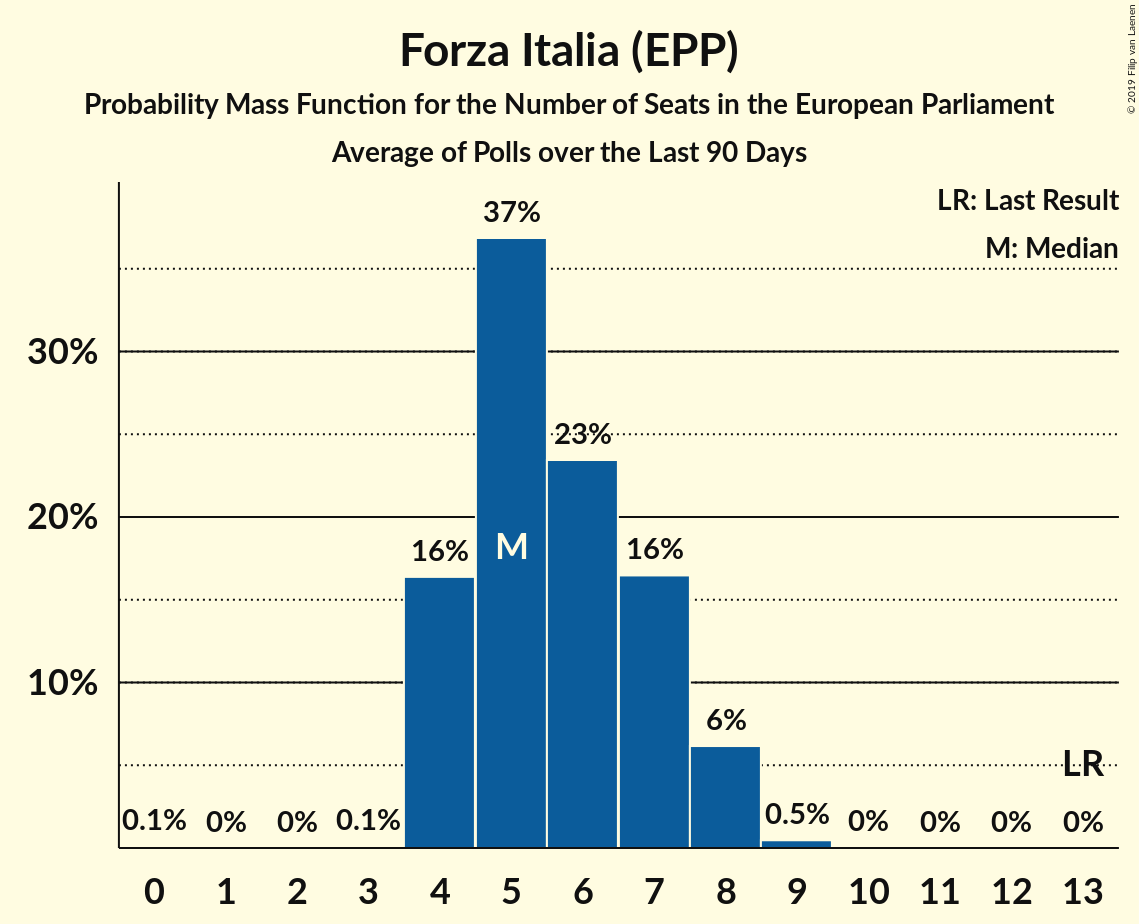 Forza Italia (EPP)
Probability Mass Function for the Number of Seats in the European Parliament
Average of Polls over the Last 90 Days
© 2019 Filip van Laenen
LR: Last Result
M: Median
37%
30%
23%
20%
16%
M
16%
10%
6%
LR
0.1%
0%
0%
0.1%
0.5%
0%
0%
0%
0%
0 1 2 3 4 5 6 7 8 9 10 11 12 13